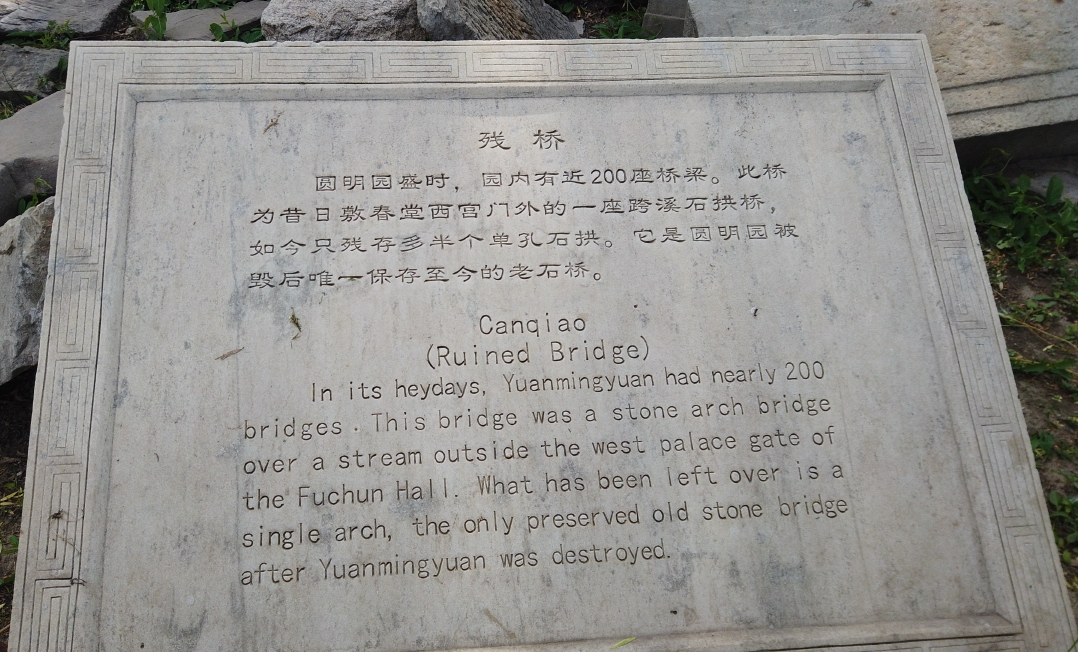 残 桥
圆明园盛时，园内有近200座桥梁。此桥
为昔日敷春堂西宫门外的一座跨溪石拱桥，
如今只残存多半个单孔石拱。它是圆明园被
毁后唯一保存至今的老石桥。
Canqiao
(Ruined Bridge)
In its heydays, Yuanmingyuan had nearly 200
bridges. This bridge was a stone arch bridge
over a stream outside the west palace gate of
the Fuchun Hall. What has been left over is a
single arch, the only preserved old stone bridge
after Yuanmingyuan was destroyed.